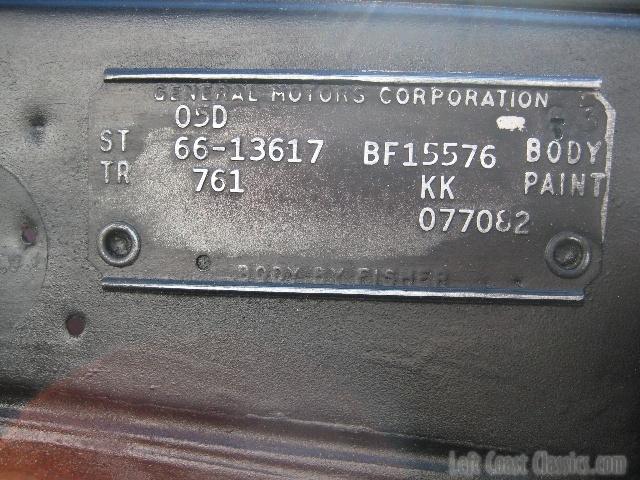 GENERAL MOTORS CORPORATION
05D
ST 66-13617 BF15576 BODY
TR 761 KK PAINT
077082
BODY BY FISHER
Left Coast Classics.com